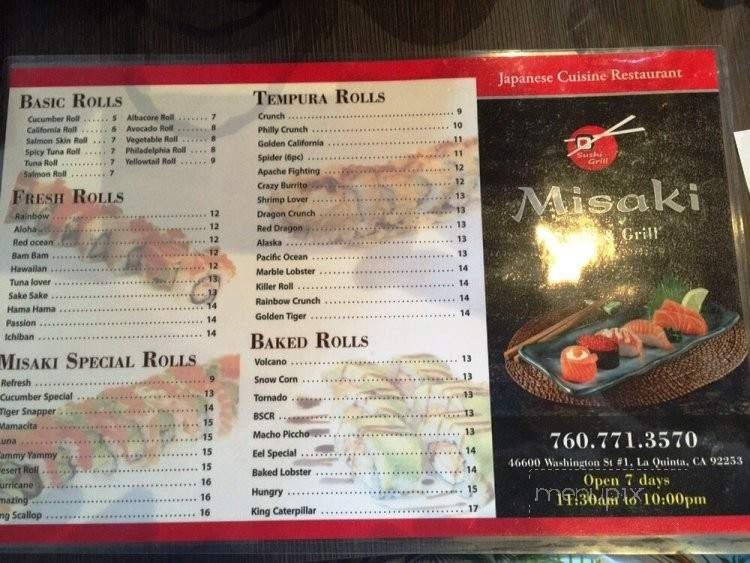 Japanese Cuisine Restaurant
BASIC ROLLS
Cucumber Roll ...... 5
California Roll ...... 6
Salmon Skin Roll ... 7
Spicy Tuna Roll ..... 7
Tuna Roll ........... 7
Salmon Roll ........ 7
Albacore Roll ...... 7
Avocado Roll ...... 8
Vegetable Roll ..... 8
Philadelphia Roll .. 8
Yellowtail Roll ..... 9
FRESH ROLLS
Rainbow ........ 12
Aloha ........ 12
Red ocean ........ 12
Bam Bam ........ 12
Hawaiian ........ 12
Tuna lover ........ 13
Sake Sake ........ 13
Hama Hama ........ 14
Passion ........ 14
Ichiban ........ 14
MISAKI SPECIAL ROLLS
Refresh ........ 9
Cucumber Special ........ 13
Tiger Snapper ........ 14
Mamacita ........ 15
Luna ........ 15
Yammy Yammy ........ 15
Desert Roll ........ 15
Hurricane ........ 16
Amazing ........ 16
ng Scallop ........ 16
TEMPURA ROLLS
Crunch ........ 9
Philly Crunch ........ 10
Golden California ........ 11
Spider (6pc) ........ 11
Apache Fighting ........ 12
Crazy Burrito ........ 12
Shrimp Lover ........ 13
Dragon Crunch ........ 13
Red Dragon ........ 13
Alaska ........ 13
Pacific Ocean ........ 13
Marble Lobster ........ 14
Killer Roll ........ 14
Rainbow Crunch ........ 14
Golden Tiger ........ 14
BAKED ROLLS
Volcano ........ 13
Snow Corn ........ 13
Tornado ........ 13
BSCR ........ 13
Macho Piccho ........ 13
Eel Special ........ 14
Baked Lobster ........ 14
Hungry ........ 15
King Caterpillar ........ 17
Sushi
Grill
Misaki
Grill
760.771.3570
46600 Washington St #1, La Quinta, CA 92253
Open 7 days
11:30am to 10:00pm
menupix